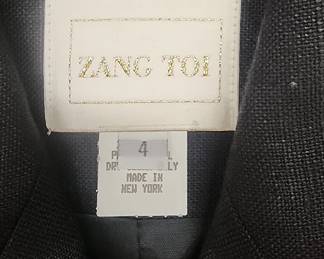 ZANG TOI
4
MADE IN
NEW YORK